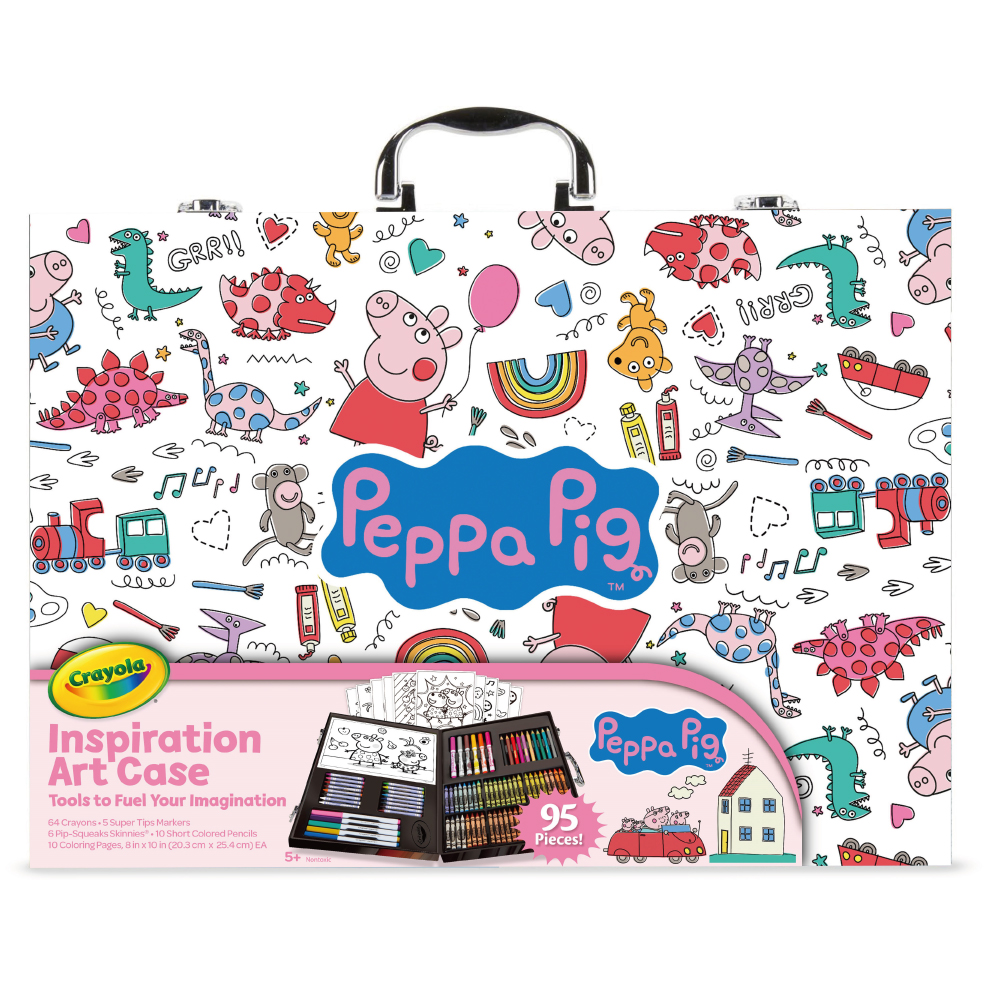 GRR!!
GRR!!
Peppa Pig
TM
Crayola
®
Inspiration
Art Case
Tools to Fuel Your Imagination
64 Crayons • 5 Super Tips Markers
6 Pip-Squeaks Skinnies® • 10 Short Colored Pencils
10 Coloring Pages, 8 in x 10 in (20.3 cm x 25.4 cm) EA
5+ Nontoxic
95
Pieces!
Peppa Pig
TM